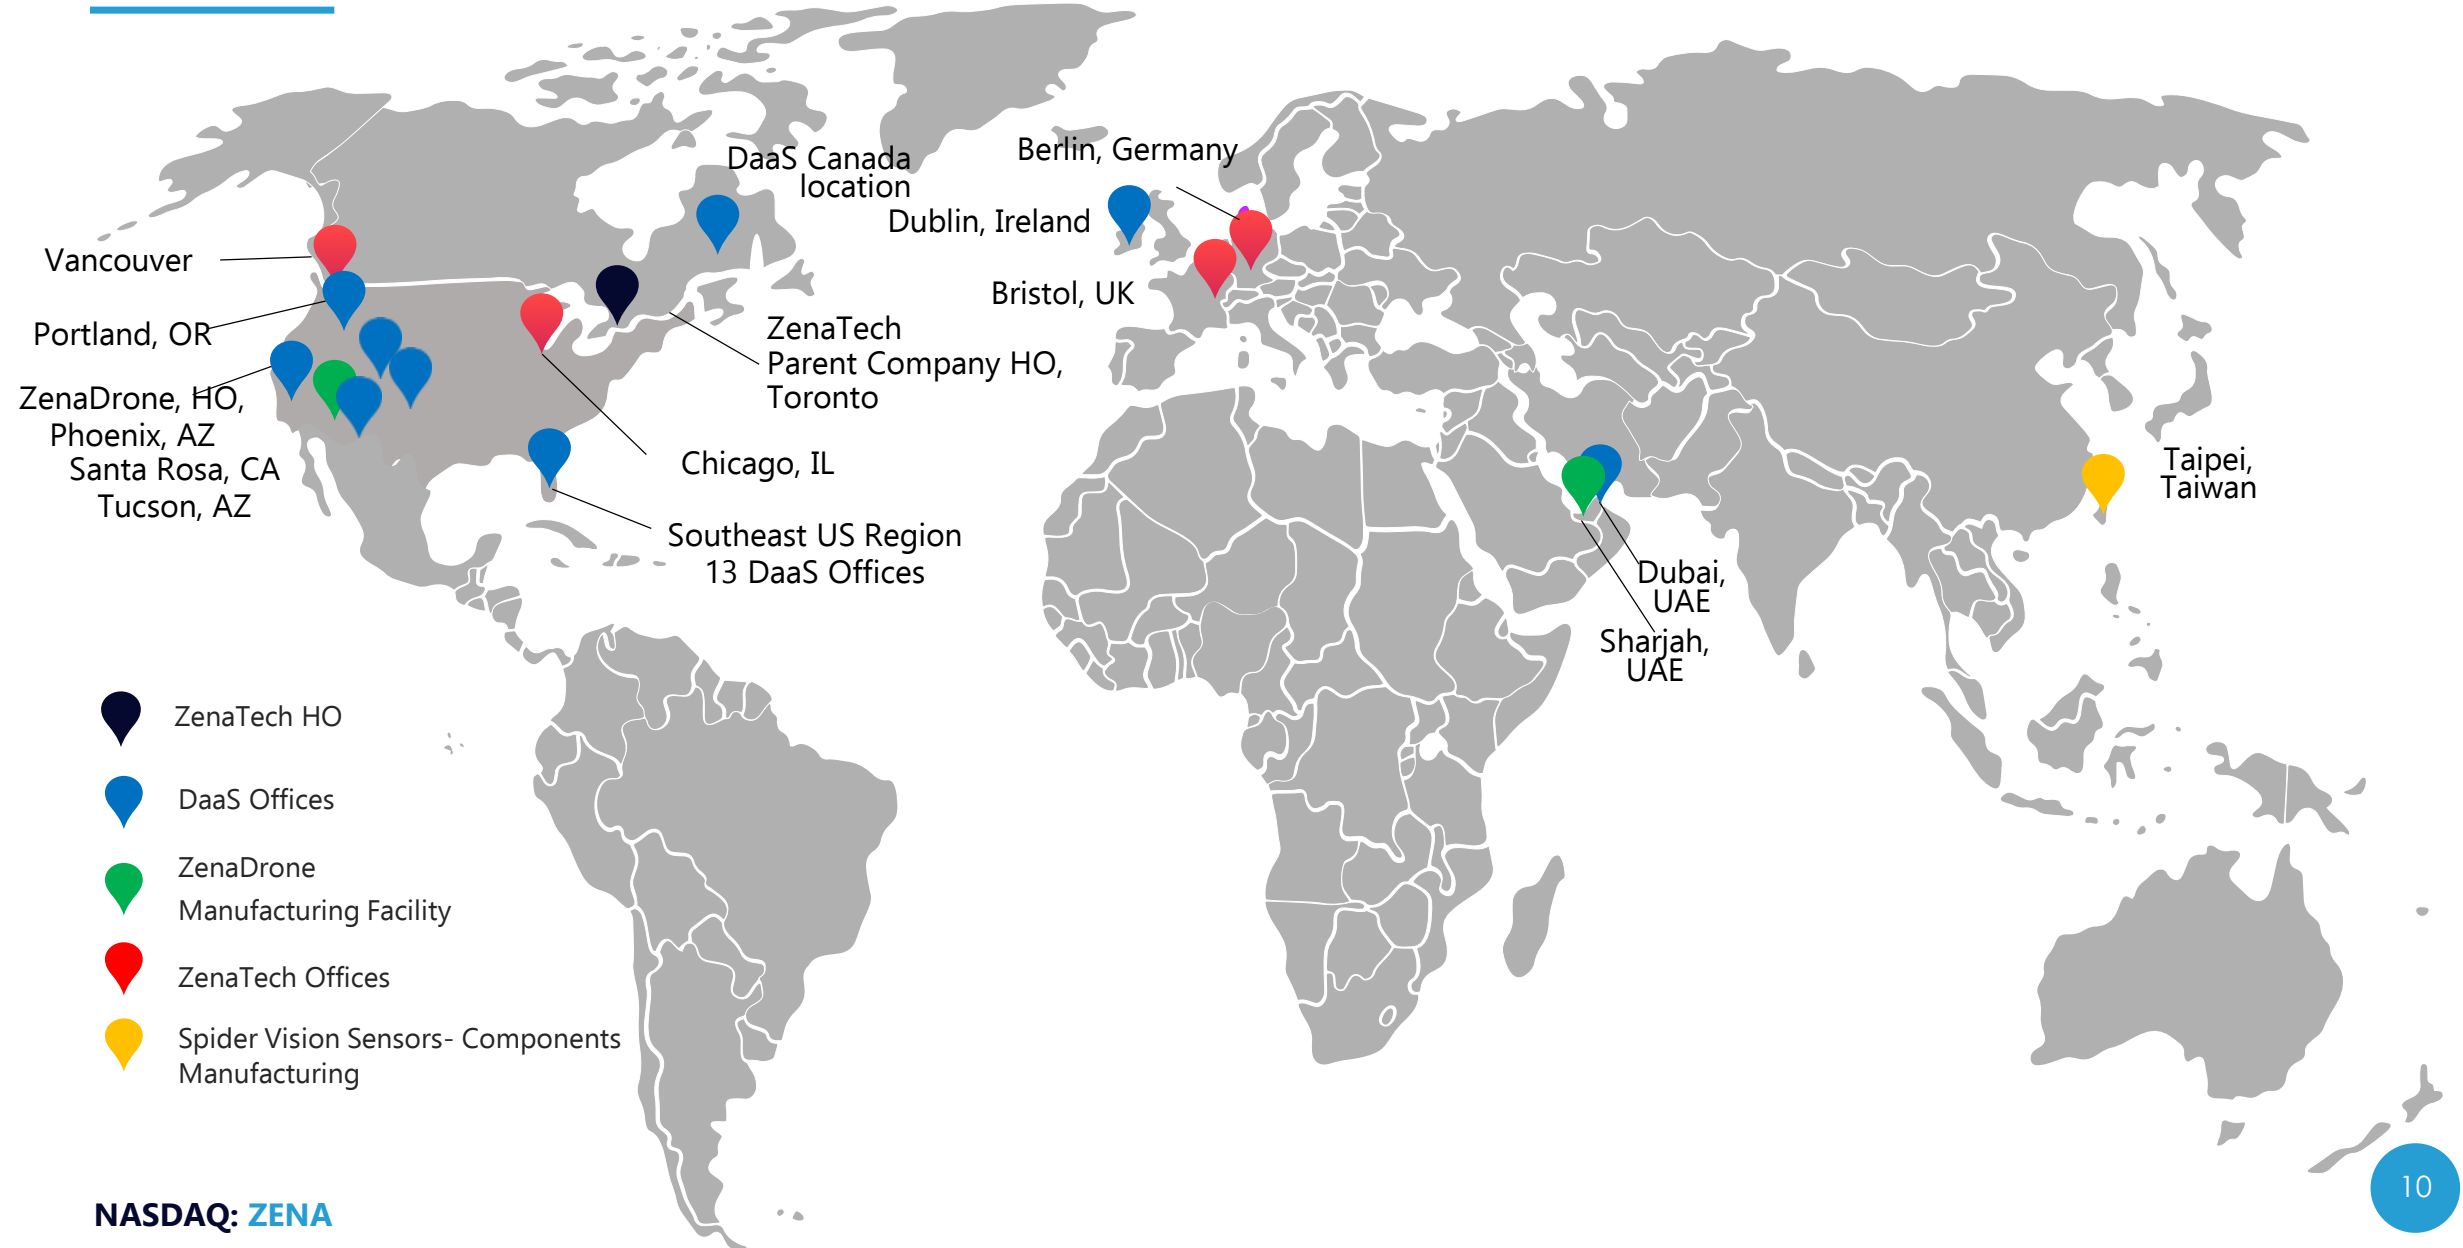 DaaS Canada
location
Berlin, Germany
Dublin, Ireland
Vancouver
Bristol, UK
Portland, OR
ZenaTech
Parent Company HO,
Toronto
ZenaDrone, HO,
Phoenix, AZ
Santa Rosa, CA
Tucson, AZ
Chicago, IL
Southeast US Region
13 DaaS Offices
Taipei,
Taiwan
Dubai,
UAE
Sharjah,
UAE
ZenaTech HO
DaaS Offices
ZenaDrone
Manufacturing Facility
ZenaTech Offices
Spider Vision Sensors- Components
Manufacturing
NASDAQ: ZENA
10